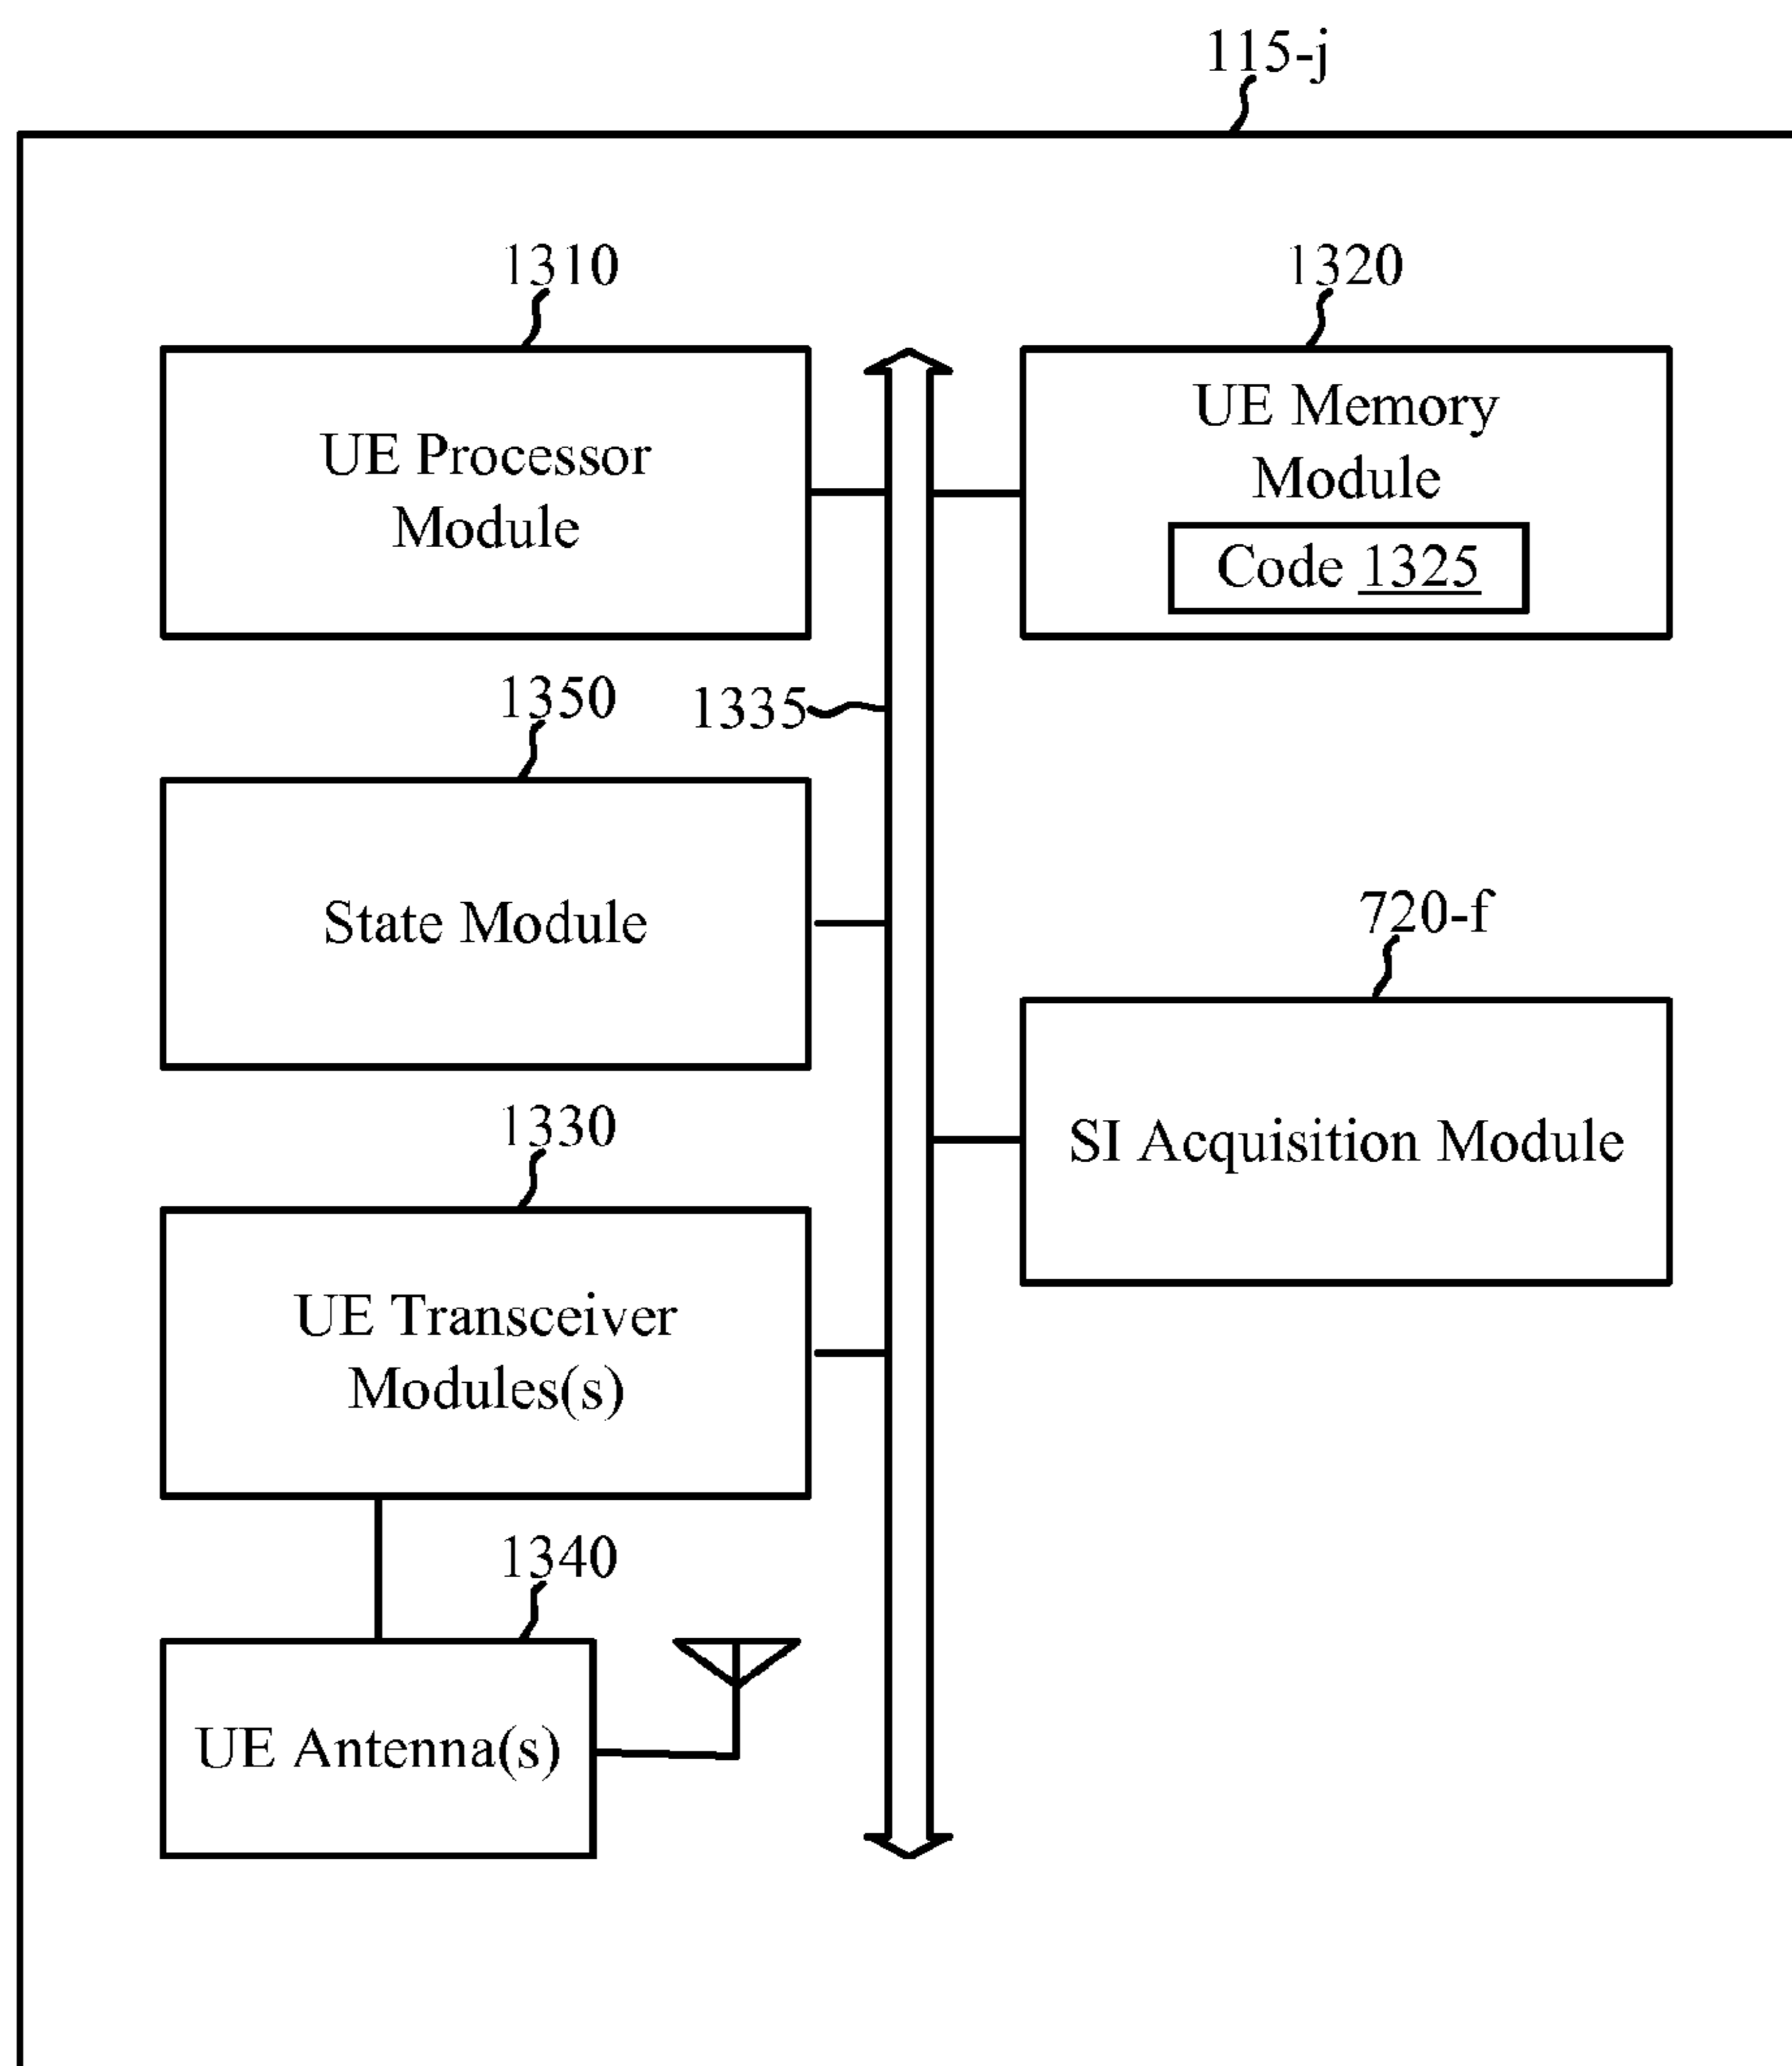 115-j
1310
1320
UE Processor
Module
UE Memory
Module
Code 1325
1350
1335
State Module
720-f
SI Acquisition Module
1330
UE Transceiver
Modules(s)
1340
UE Antenna(s)